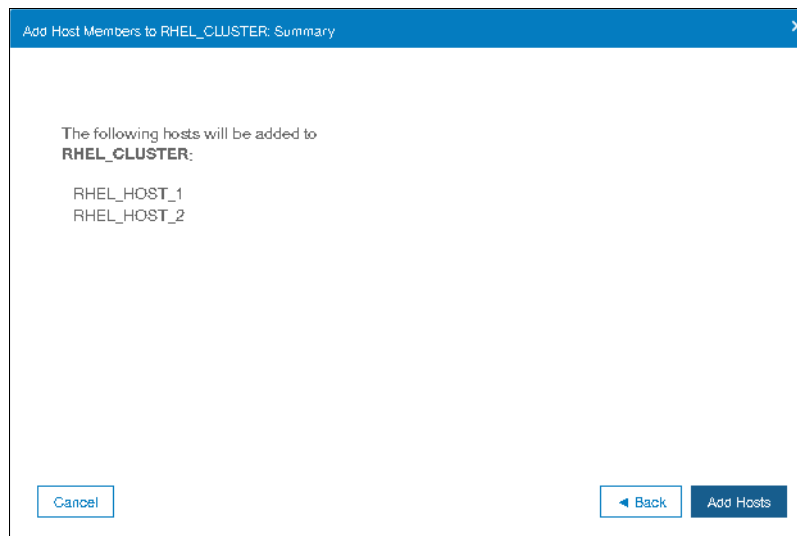 Add Host Members to RHEL_CLUSTER: Summary
The following hosts will be added to
RHEL_CLUSTER:
RHEL_HOST_1
RHEL_HOST_2
Cancel
◄ Back
Add Hosts